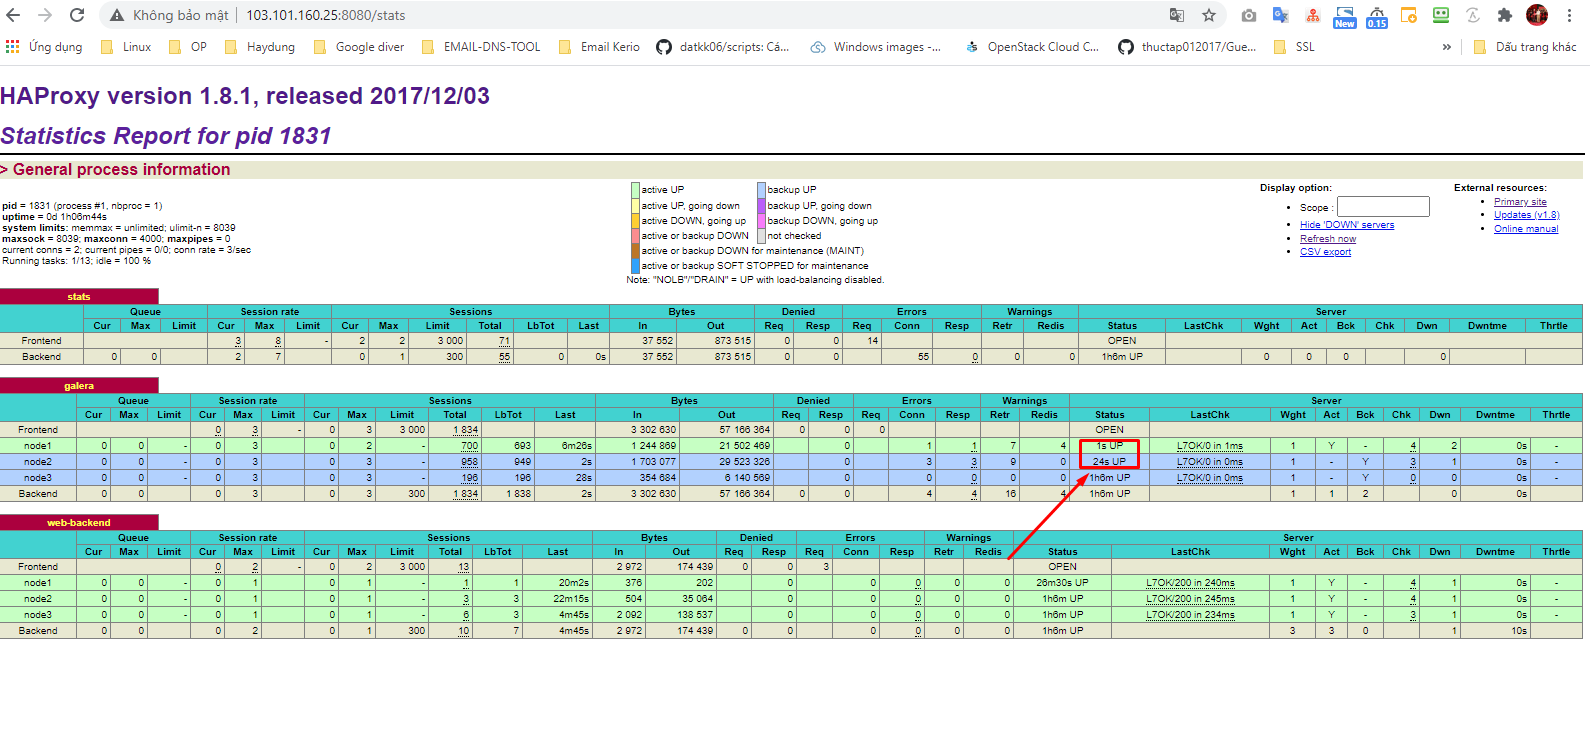 Không bảo mật | 103.101.160.25:8080/stats
New 0.15
Ứng dụng Linux OP Haydung Google diver EMAIL-DNS-TOOL Email Kerio datkk06/scripts: Cá... Windows images -... OpenStack Cloud C... thuctap012017/Gue... SSL » Dấu trang khác
HAProxy version 1.8.1, released 2017/12/03
Statistics Report for pid 1831
> General process information
pid = 1831 (process #1, nbproc = 1)
uptime = 0d 1h06m44s
system limits: memmax = unlimited; ulimit-n = 8039
maxsock = 8039; maxconn = 4000; maxpipes = 0
current conns = 2; current pipes = 0/0; conn rate = 3/sec
Running tasks: 1/13; idle = 100 %
active UP backup UP
active UP, going down backup UP, going down
active DOWN, going up backup DOWN, going up
active or backup DOWN not checked
active or backup DOWN for maintenance (MAINT)
active or backup SOFT STOPPED for maintenance
Note: "NOLB"/"DRAIN" = UP with load-balancing disabled.
Display option:
Scope :
Hide 'DOWN' servers
Refresh now
CSV export
External resources:
Primary site
Updates (v1.8)
Online manual
stats
Queue Session rate Sessions Bytes Denied Errors Warnings Server
Cur Max Limit Cur Max Limit Cur Max Limit Total LbTot Last In Out Req Resp Req Conn Resp Retr Redis Status LastChk Wght Act Bck Chk Dwn Dwntme Thrtle
Frontend 3 8 - 2 2 3 000 71 37 552 873 515 0 0 14 OPEN
Backend 0 0 2 7 0 1 300 55 0 0s 37 552 873 515 0 0 55 0 0 0 1h6m UP 0 0 0 0
galera
Queue Session rate Sessions Bytes Denied Errors Warnings Server
Cur Max Limit Cur Max Limit Cur Max Limit Total LbTot Last In Out Req Resp Req Conn Resp Retr Redis Status LastChk Wght Act Bck Chk Dwn Dwntme Thrtle
Frontend 0 3 - 0 3 3 000 1 834 3 302 630 57 166 364 0 0 0 OPEN
node1 0 0 - 0 3 0 2 - 700 693 6m26s 1 244 869 21 502 469 0 1 1 7 4 1s UP L7OK/0 in 1ms 1 Y - 4 2 0s -
node2 0 0 - 0 3 0 3 - 958 949 2s 1 703 077 29 523 326 0 3 3 9 0 24s UP L7OK/0 in 0ms 1 - Y 3 1 0s -
node3 0 0 - 0 3 0 3 - 196 196 28s 354 684 6 140 569 0 0 0 0 0 1h6m UP L7OK/0 in 0ms 1 - Y 0 0 0s -
Backend 0 0 0 3 0 3 300 1 834 1 838 2s 3 302 630 57 166 364 0 0 4 4 16 4 1h6m UP 1 1 2 0 0s
web-backend
Queue Session rate Sessions Bytes Denied Errors Warnings Server
Cur Max Limit Cur Max Limit Cur Max Limit Total LbTot Last In Out Req Resp Req Conn Resp Retr Redis Status LastChk Wght Act Bck Chk Dwn Dwntme Thrtle
Frontend 0 2 - 0 2 3 000 13 2 972 174 439 0 0 3 OPEN
node1 0 0 - 0 1 0 1 - 1 1 20m2s 376 202 0 0 0 0 0 26m30s UP L7OK/200 in 240ms 1 Y - 4 1 0s -
node2 0 0 - 0 1 0 1 - 3 3 22m15s 504 35 064 0 0 0 0 0 1h6m UP L7OK/200 in 245ms 1 Y - 4 1 0s -
node3 0 0 - 0 1 0 1 - 6 3 4m45s 2 092 138 537 0 0 0 0 0 1h6m UP L7OK/200 in 234ms 1 Y - 3 1 0s -
Backend 0 0 0 2 0 1 300 10 7 4m45s 2 972 174 439 0 0 0 0 0 0 1h6m UP 3 3 0 1 10s